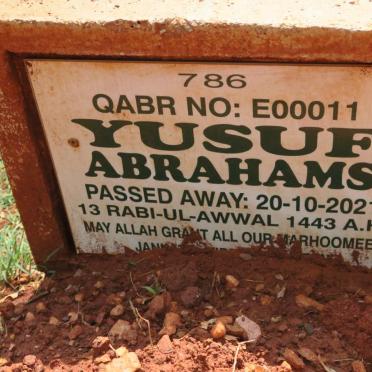 786
QABR NO: E00011
YUSUF
ABRAHAMS
PASSED AWAY: 20-10-2021
13 RABI-UL-AWWAL 1443 A.H
MAY ALLAH GRANT ALL OUR MARHOOMEE